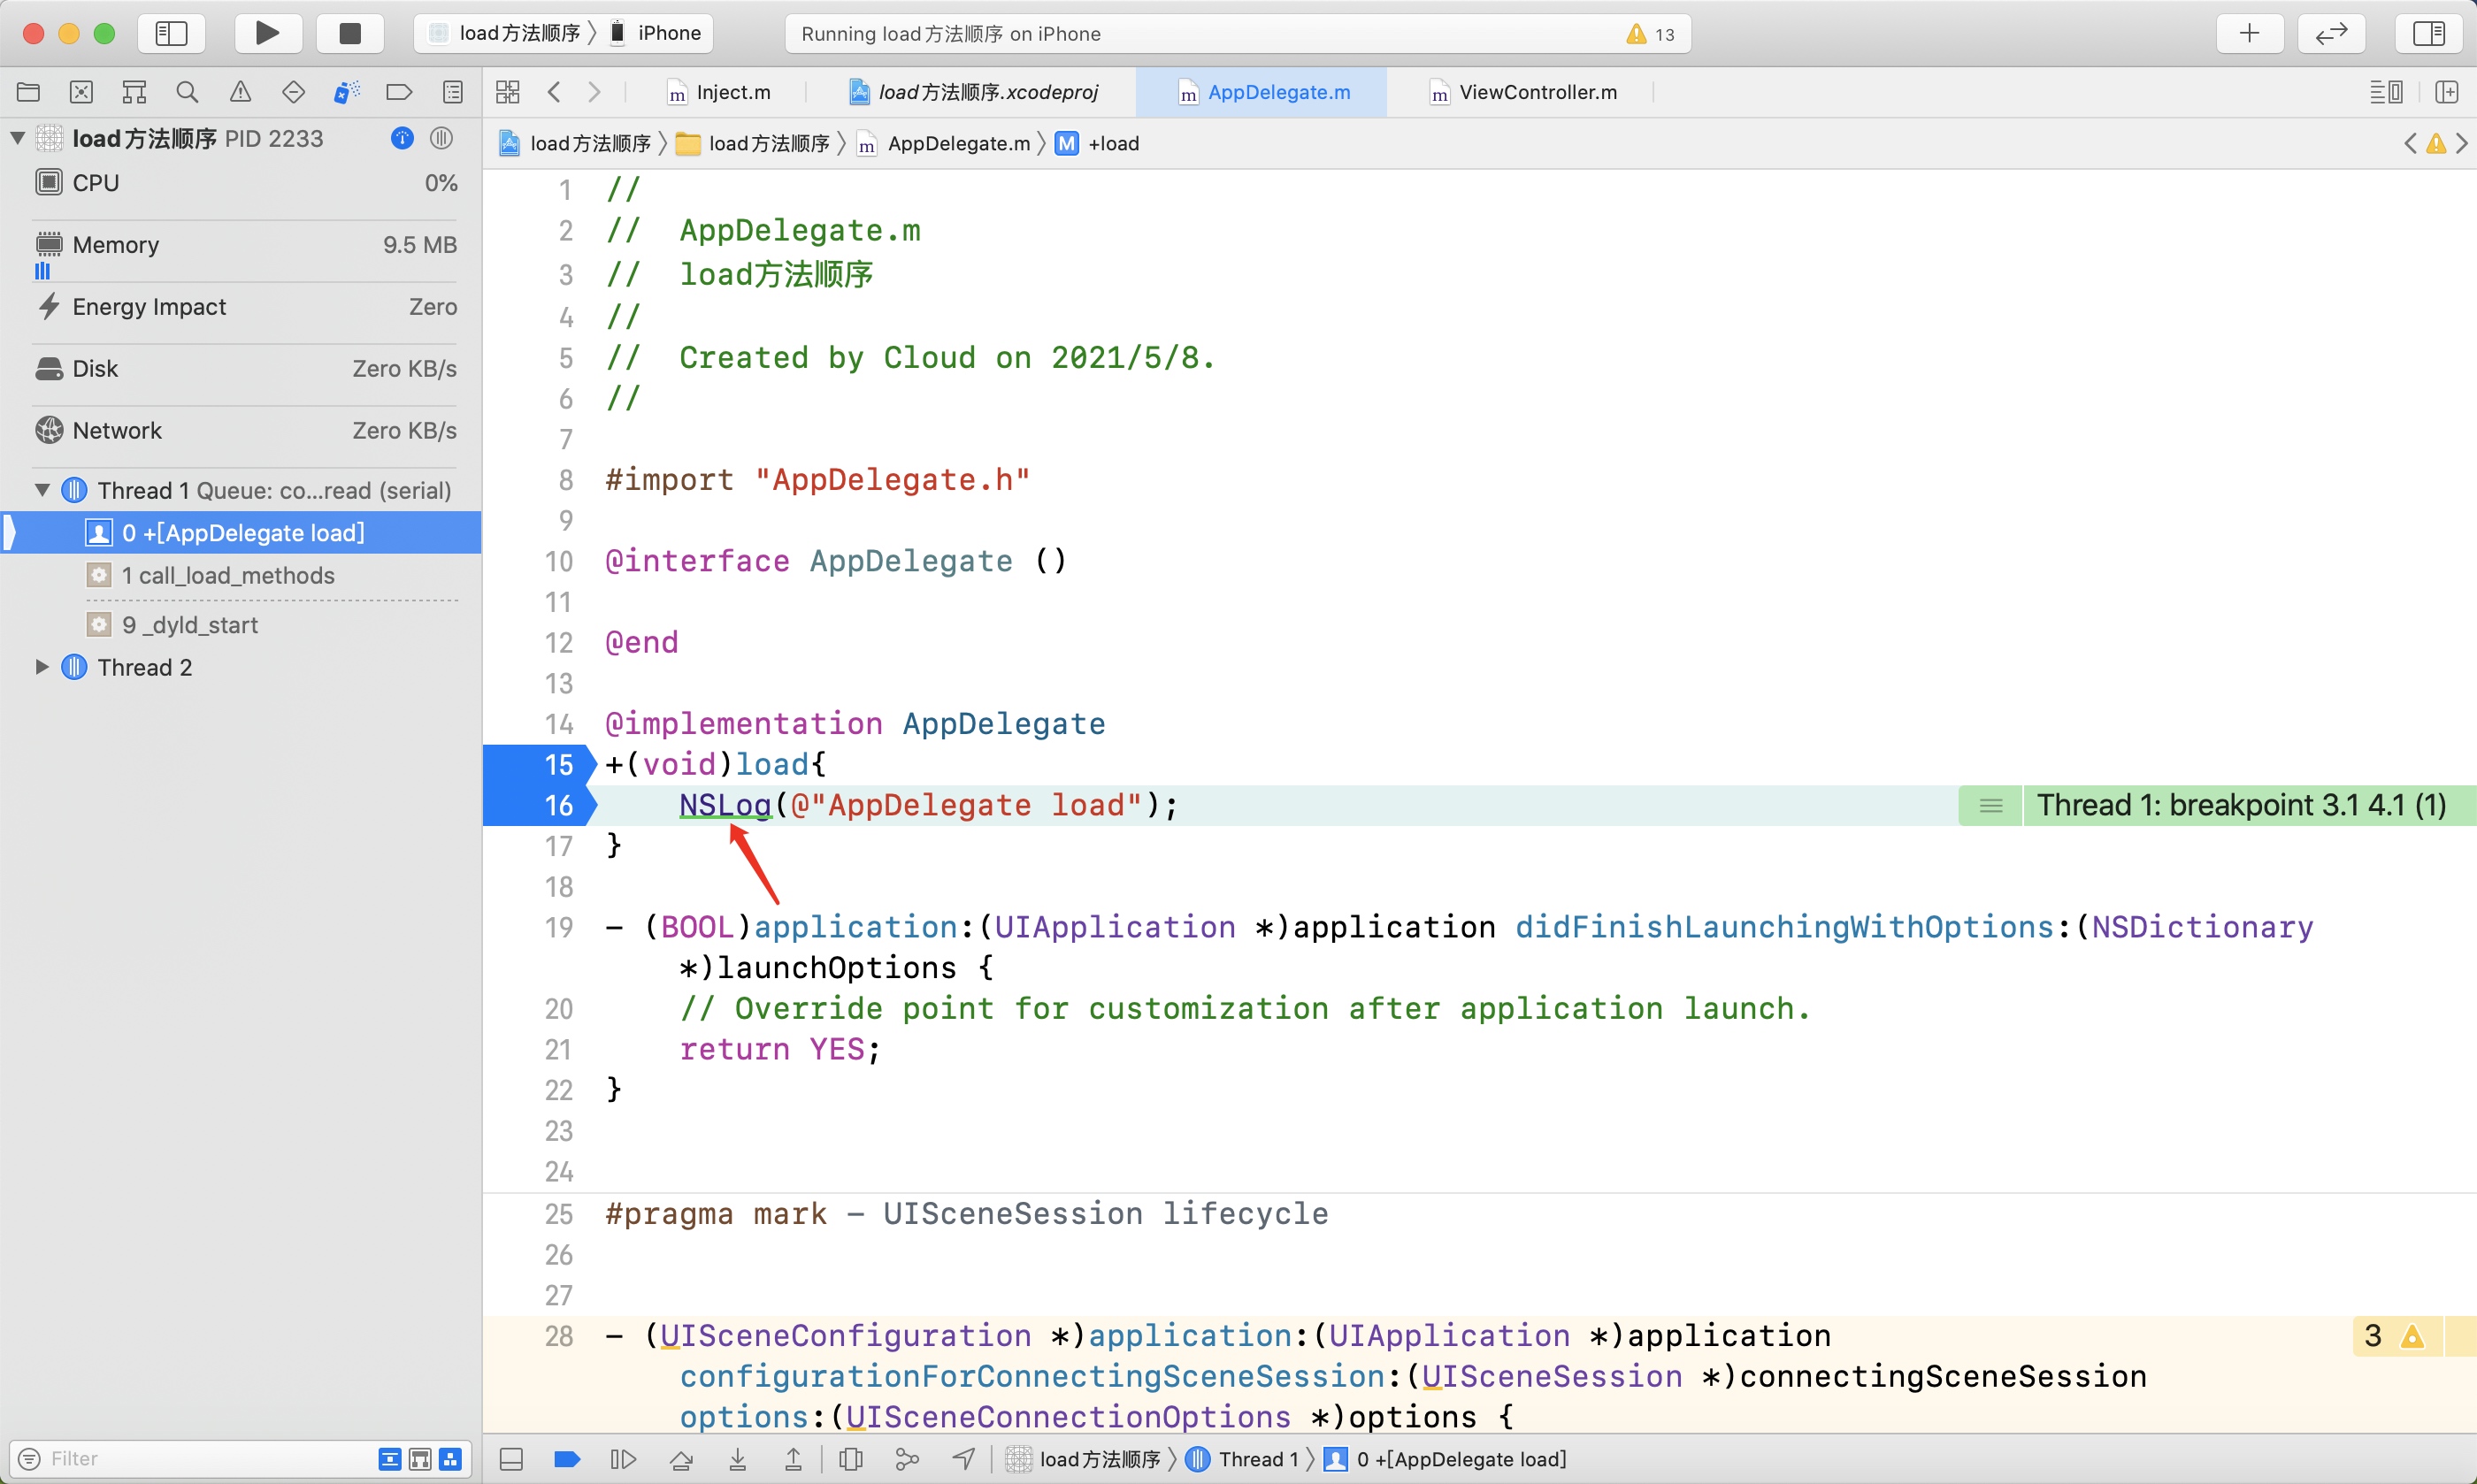 load方法顺序 〉 iPhone
Running load方法顺序 on iPhone
13
Inject.m
load方法顺序.xcodeproj
AppDelegate.m
ViewController.m
load方法顺序 PID 2233
load方法顺序 〉 load方法顺序 〉 m AppDelegate.m 〉 M +load
CPU 0%
Memory 9.5 MB
Energy Impact Zero
Disk Zero KB/s
Network Zero KB/s
Thread 1 Queue: co...read (serial)
0 +[AppDelegate load]
1 call_load_methods
9 _dyld_start
Thread 2
1 //
2 //  AppDelegate.m
3 //  load方法顺序
4 //
5 //  Created by Cloud on 2021/5/8.
6 //
7
8 #import "AppDelegate.h"
9
10 @interface AppDelegate ()
11
12 @end
13
14 @implementation AppDelegate
15 +(void)load{
16     NSLog(@"AppDelegate load");
Thread 1: breakpoint 3.1 4.1 (1)
17 }
18
19 - (BOOL)application:(UIApplication *)application didFinishLaunchingWithOptions:(NSDictionary
*)launchOptions {
20     // Override point for customization after application launch.
21     return YES;
22 }
23
24
25 #pragma mark - UISceneSession lifecycle
26
27
28 - (UISceneConfiguration *)application:(UIApplication *)application
3
configurationForConnectingSceneSession:(UISceneSession *)connectingSceneSession
options:(UISceneConnectionOptions *)options {
Filter
load方法顺序 〉 Thread 1 〉 0 +[AppDelegate load]